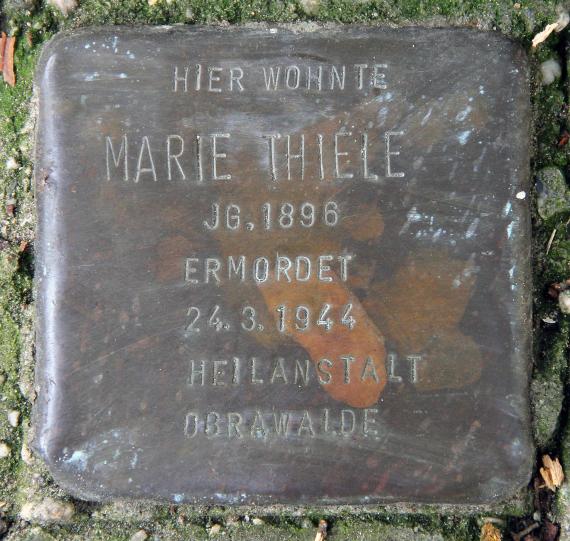 HIER WOHNTE
MARIE THIELE
JG. 1896
ERMORDET
24. 3. 1944
HEILANSTALT
OBRAWALDE